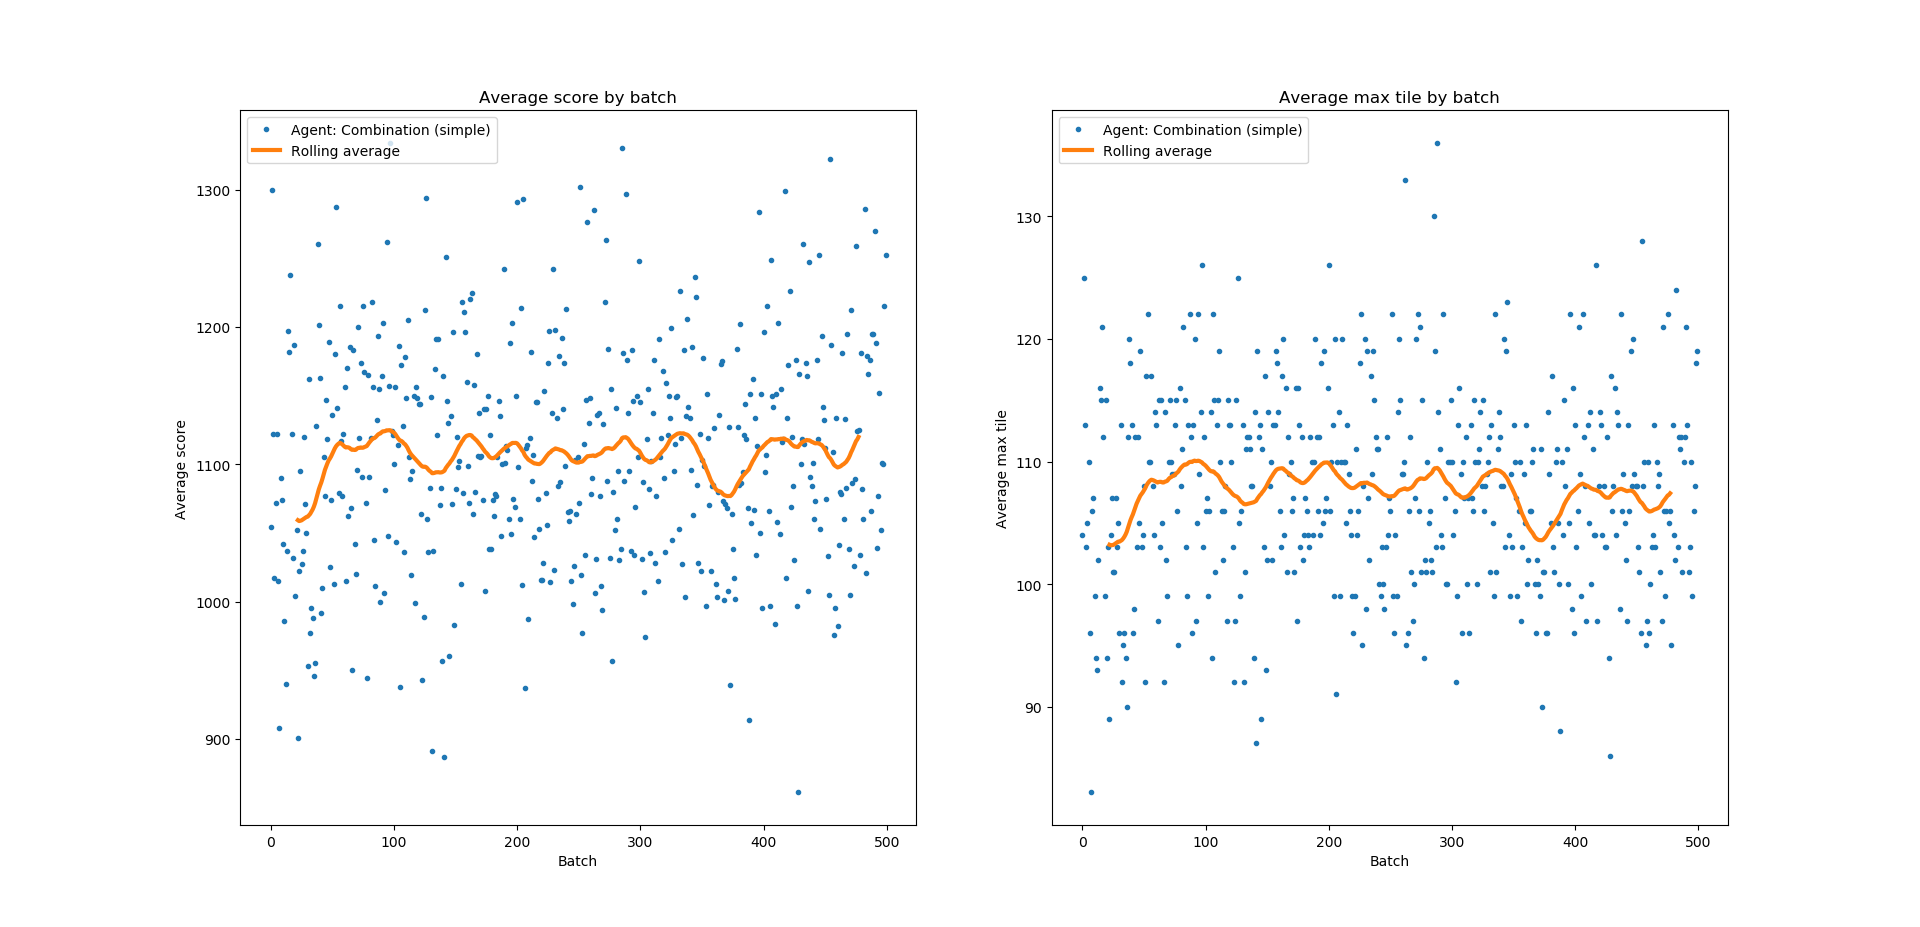 Average score by batch
Agent: Combination (simple)
Rolling average
1300
1200
1100
1000
900
Average score
0 100 200 300 400 500
Batch
Average max tile by batch
Agent: Combination (simple)
Rolling average
130
120
110
100
90
Average max tile
0 100 200 300 400 500
Batch